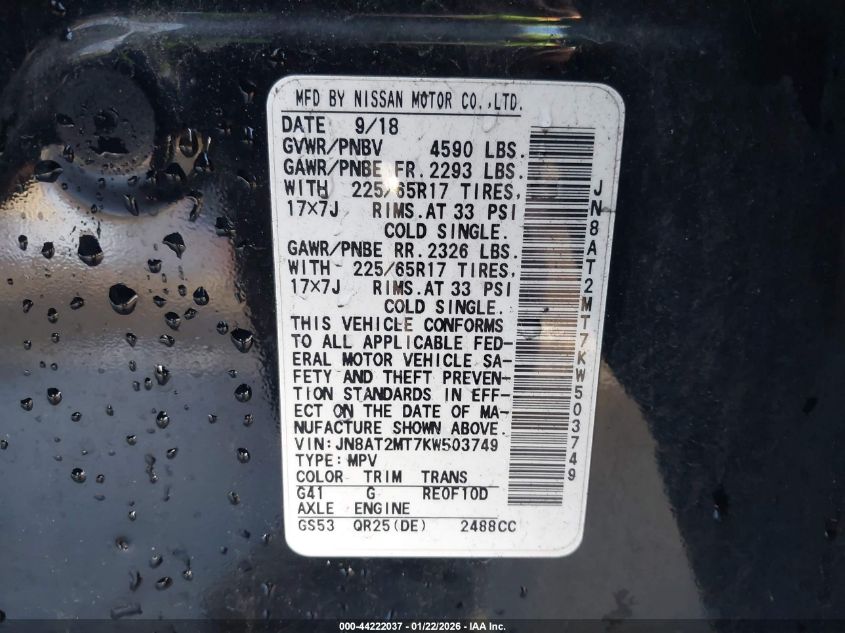 MFD BY NISSAN MOTOR CO.,LTD.
DATE 9/18
GVWR/PNBV 4590 LBS.
GAWR/PNBE FR.2293 LBS.
WITH 225/65R17 TIRES,
17×7J RIMS.AT 33 PSI
COLD SINGLE.
GAWR/PNBE RR.2326 LBS.
WITH 225/65R17 TIRES,
17×7J RIMS.AT 33 PSI
COLD SINGLE.
THIS VEHICLE CONFORMS
TO ALL APPLICABLE FED-
ERAL MOTOR VEHICLE SA-
FETY AND THEFT PREVEN-
TION STANDARDS IN EFF-
ECT ON THE DATE OF MA-
NUFACTURE SHOWN ABOVE.
VIN:JN8AT2MT7KW503749
TYPE:MPV
COLOR TRIM TRANS
G41 G RE0F10D
AXLE ENGINE
GS53 QR25(DE) 2488CC
JN8AT2MT7KW503749
000-44222037 - 01/22/2026 - IAA Inc.